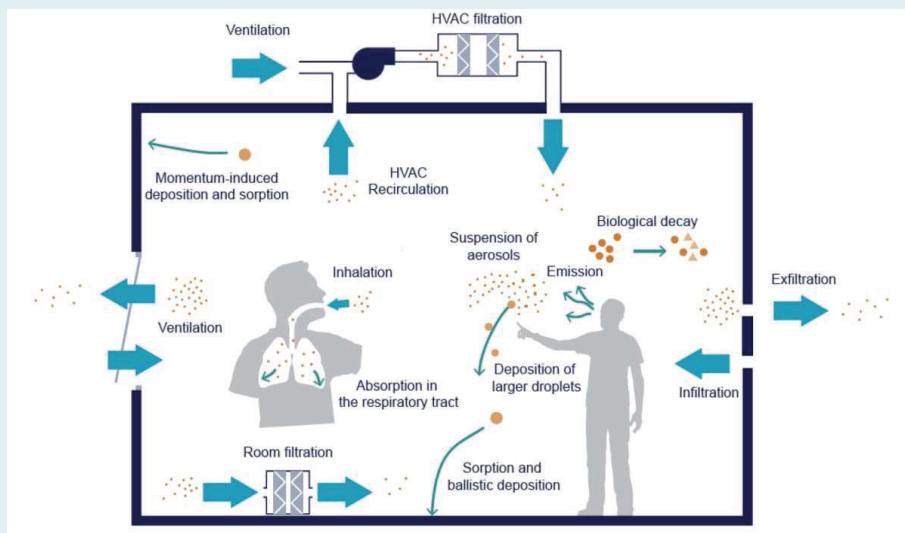 HVAC filtration
Ventilation
Momentum-induced
deposition and sorption
HVAC
Recirculation
Biological decay
Suspension of
aerosols
Emission
Inhalation
Exfiltration
Ventilation
Absorption in
the respiratory tract
Deposition of
larger droplets
Infiltration
Room filtration
Sorption and
ballistic deposition